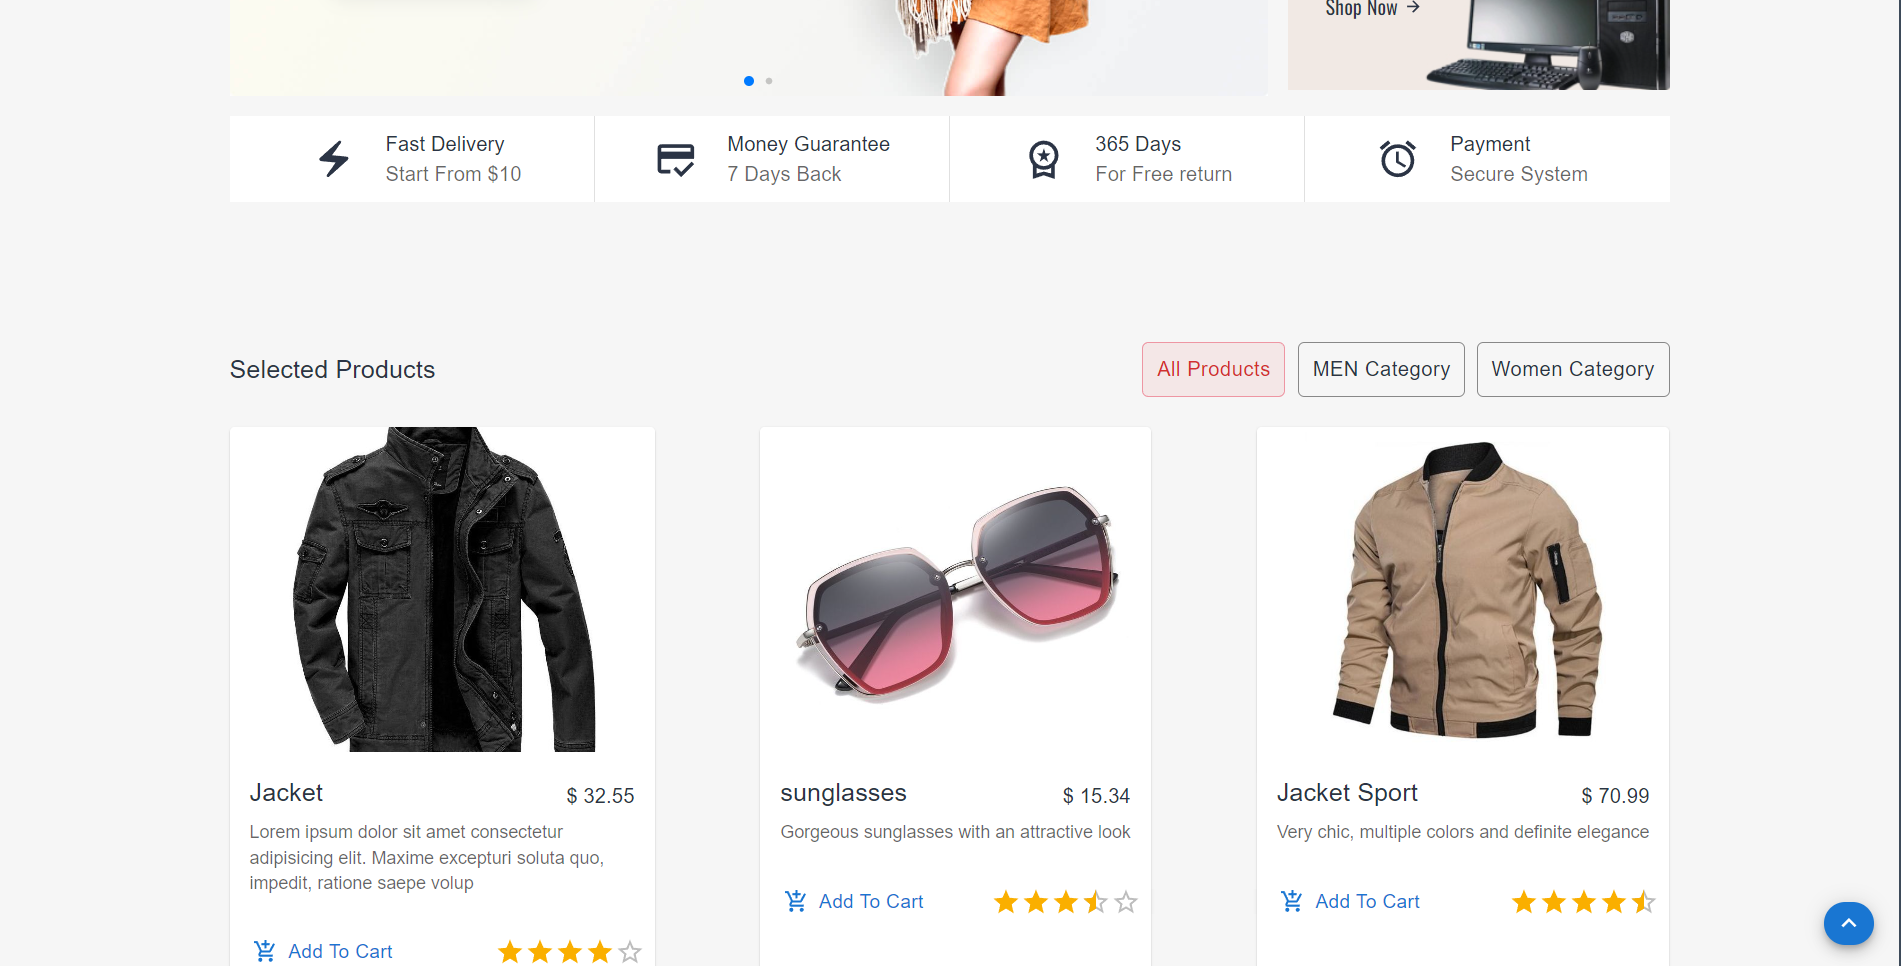 Shop Now
Fast Delivery
Start From $10
Money Guarantee
7 Days Back
365 Days
For Free return
Payment
Secure System
Selected Products
All Products
MEN Category
Women Category
Jacket
$ 32.55
Lorem ipsum dolor sit amet consectetur
adipisicing elit. Maxime excepturi soluta quo,
impedit, ratione saepe volup
Add To Cart
sunglasses
$ 15.34
Gorgeous sunglasses with an attractive look
Add To Cart
Jacket Sport
$ 70.99
Very chic, multiple colors and definite elegance
Add To Cart